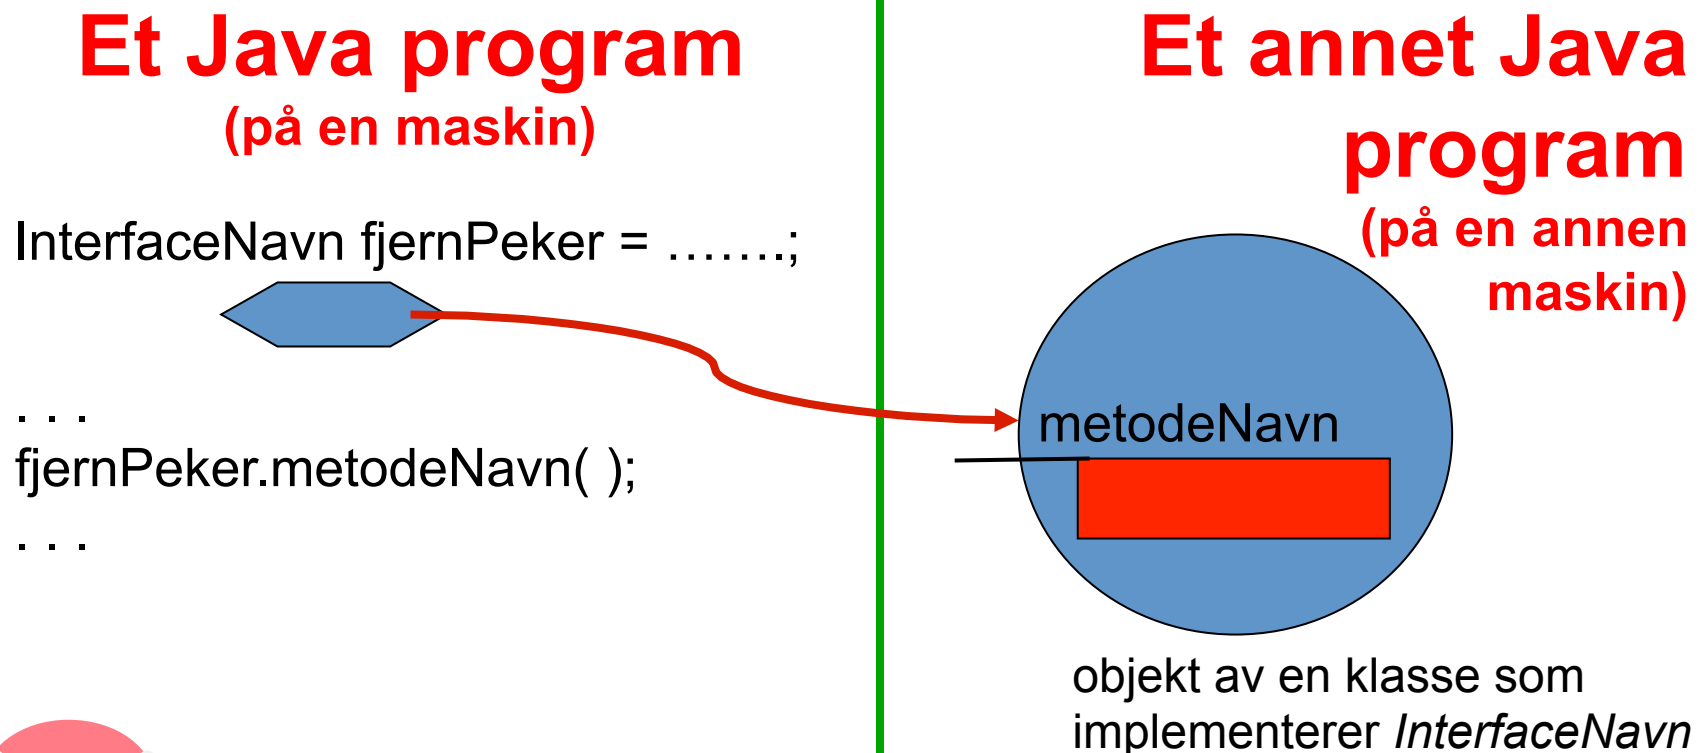 Et Java program
(på en maskin)
InterfaceNavn fjernPeker = …….;
. . .
fjernPeker.metodeNavn( );
. . .
Et annet Java
program
(på en annen
maskin)
metodeNavn
objekt av en klasse som
implementerer InterfaceNavn